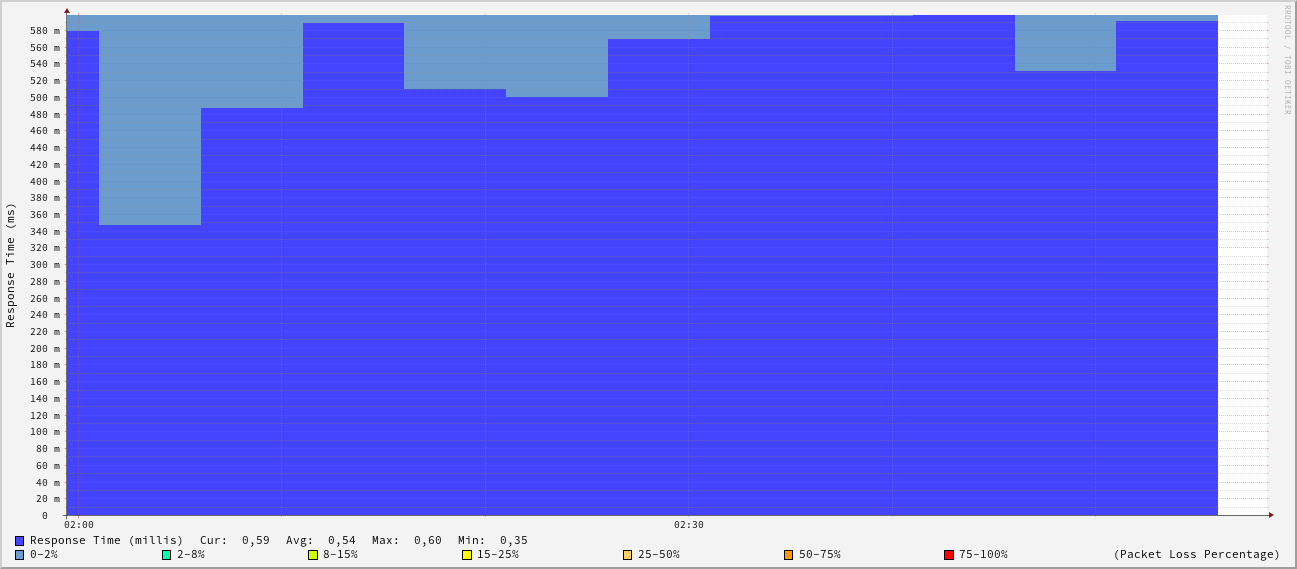 RRDTOOL / TOBI OETIKER
Response Time (ms)
580 m
560 m
540 m
520 m
500 m
480 m
460 m
440 m
420 m
400 m
380 m
360 m
340 m
320 m
300 m
280 m
260 m
240 m
220 m
200 m
180 m
160 m
140 m
120 m
100 m
80 m
60 m
40 m
20 m
0
02:00 02:30
Response Time (millis) Cur: 0,59 Avg: 0,54 Max: 0,60 Min: 0,35
0-2% 2-8% 8-15% 15-25% 25-50% 50-75% 75-100% (Packet Loss Percentage)